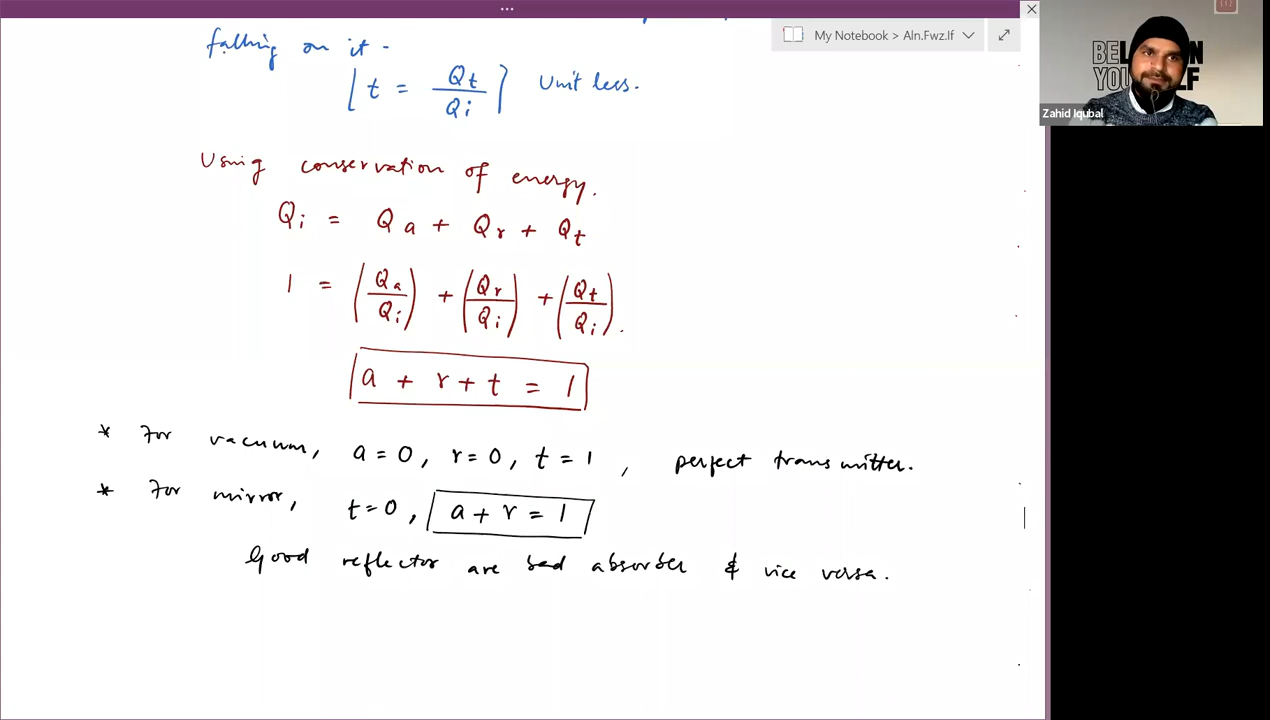 My Notebook > Aln.Fwz.If
falling on it -
[ t = Qt / Qi ] Unit less.
Using conservation of energy.
Qi = Qa + Qr + Qt
1 = (Qa / Qi) + (Qr / Qi) + (Qt / Qi).
a + r + t = 1
* For vacuum, a = 0, r = 0, t = 1, perfect transmitter.
* For mirror, t = 0, a + r = 1
Good reflector are bad absorber & vice versa.
Zahid Iqubal